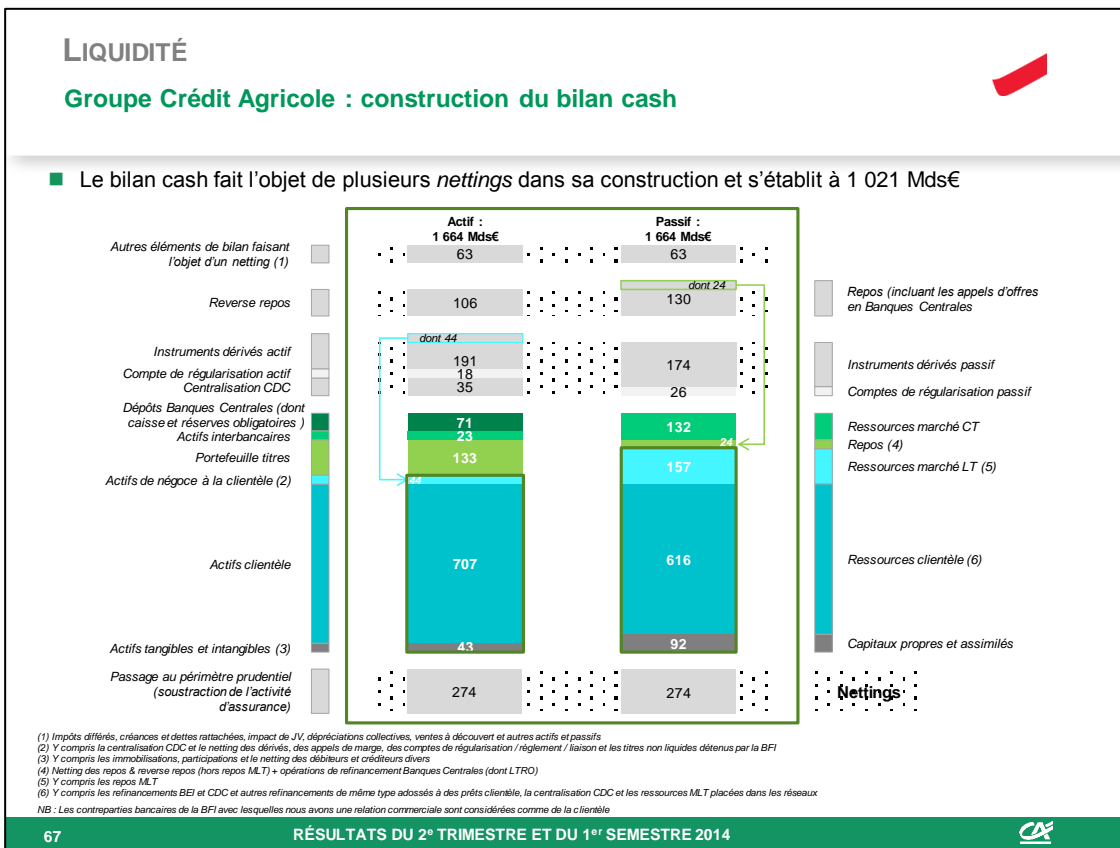 LIQUIDITÉ
Groupe Crédit Agricole : construction du bilan cash
Le bilan cash fait l'objet de plusieurs nettings dans sa construction et s'établit à 1 021 Mds€
Actif :
1 664 Mds€
Passif :
1 664 Mds€
Autres éléments de bilan faisant
l'objet d'un netting (1)
63
63
Reverse repos
106
dont 24
130
Repos (incluant les appels d'offres
en Banques Centrales
dont 44
Instruments dérivés actif
191
174
Instruments dérivés passif
Compte de régularisation actif
18
Centralisation CDC
35
26
Comptes de régularisation passif
Dépôts Banques Centrales (dont
caisse et réserves obligatoires )
71
132
Ressources marché CT
Actifs interbancaires
23
24
Repos (4)
Portefeuille titres
133
157
Ressources marché LT (5)
Actifs de négoce à la clientèle (2)
44
Actifs clientèle
707
616
Ressources clientèle (6)
Actifs tangibles et intangibles (3)
43
92
Capitaux propres et assimilés
Passage au périmètre prudentiel
(soustraction de l'activité
d'assurance)
274
274
Nettings
(1) Impôts différés, créances et dettes rattachées, impact de JV, dépréciations collectives, ventes à découvert et autres actifs et passifs
(2) Y compris la centralisation CDC et le netting des dérivés, des appels de marge, des comptes de régularisation / règlement / liaison et les titres non liquides détenus par la BFI
(3) Y compris les immobilisations, participations et le netting des débiteurs et créditeurs divers
(4) Netting des repos & reverse repos (hors repos MLT) + opérations de refinancement Banques Centrales (dont LTRO)
(5) Y compris les repos MLT
(6) Y compris les refinancements BEI et CDC et autres refinancements de même type adossés à des prêts clientèle, la centralisation CDC et les ressources MLT placées dans les réseaux
NB : Les contreparties bancaires de la BFI avec lesquelles nous avons une relation commerciale sont considérées comme de la clientèle
67
RÉSULTATS DU 2e TRIMESTRE ET DU 1er SEMESTRE 2014
CA